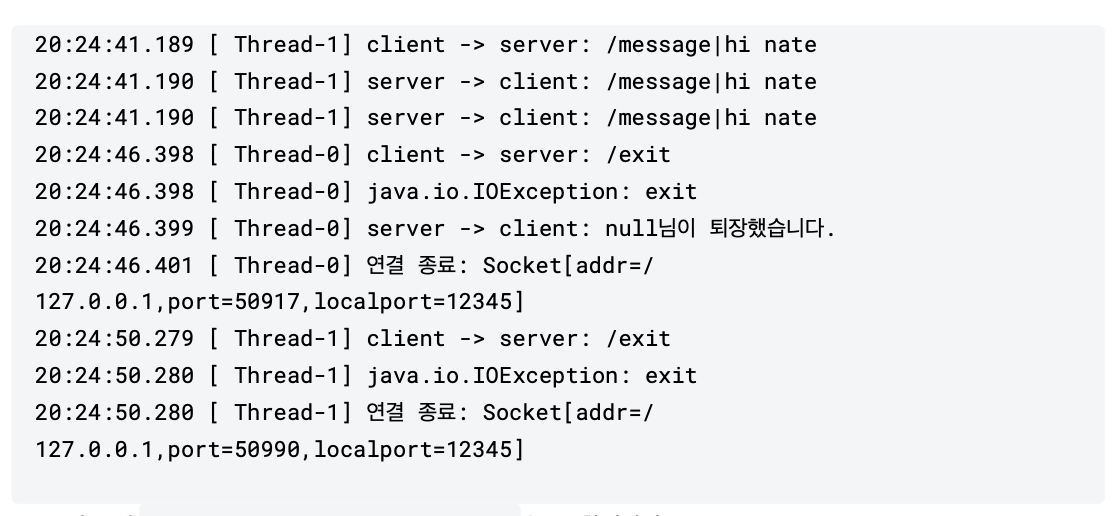 20:24:41.189 [ Thread-1] client -> server: /message|hi nate
20:24:41.190 [ Thread-1] server -> client: /message|hi nate
20:24:41.190 [ Thread-1] server -> client: /message|hi nate
20:24:46.398 [ Thread-0] client -> server: /exit
20:24:46.398 [ Thread-0] java.io.IOException: exit
20:24:46.399 [ Thread-0] server -> client: null님이 퇴장했습니다.
20:24:46.401 [ Thread-0] 연결 종료: Socket[addr=/
127.0.0.1,port=50917,localport=12345]
20:24:50.279 [ Thread-1] client -> server: /exit
20:24:50.280 [ Thread-1] java.io.IOException: exit
20:24:50.280 [ Thread-1] 연결 종료: Socket[addr=/
127.0.0.1,port=50990,localport=12345]